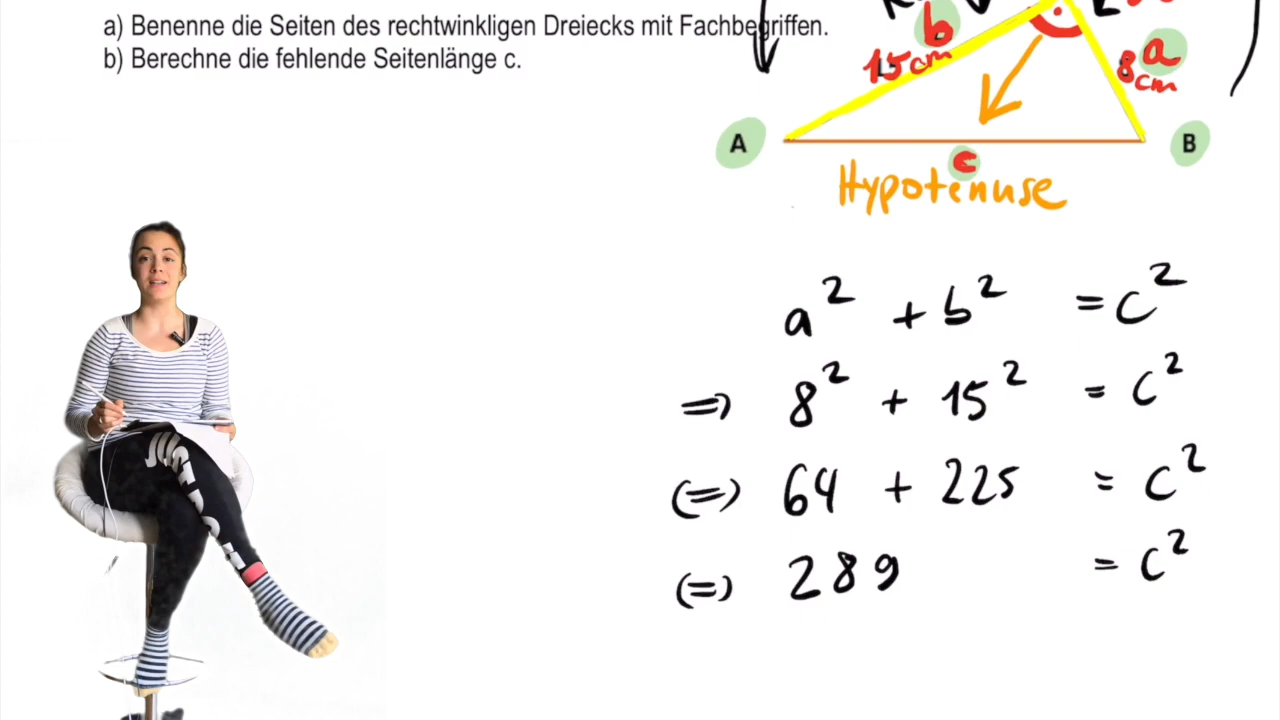 a) Benenne die Seiten des rechtwinkligen Dreiecks mit Fachbegriffen.
b) Berechne die fehlende Seitenlänge c.
b
15cm
a
8cm
A
B
c
Hypotenuse
a² + b² = c²
=> 8² + 15² = c²
(=) 64 + 225 = c²
(=) 289 = c²